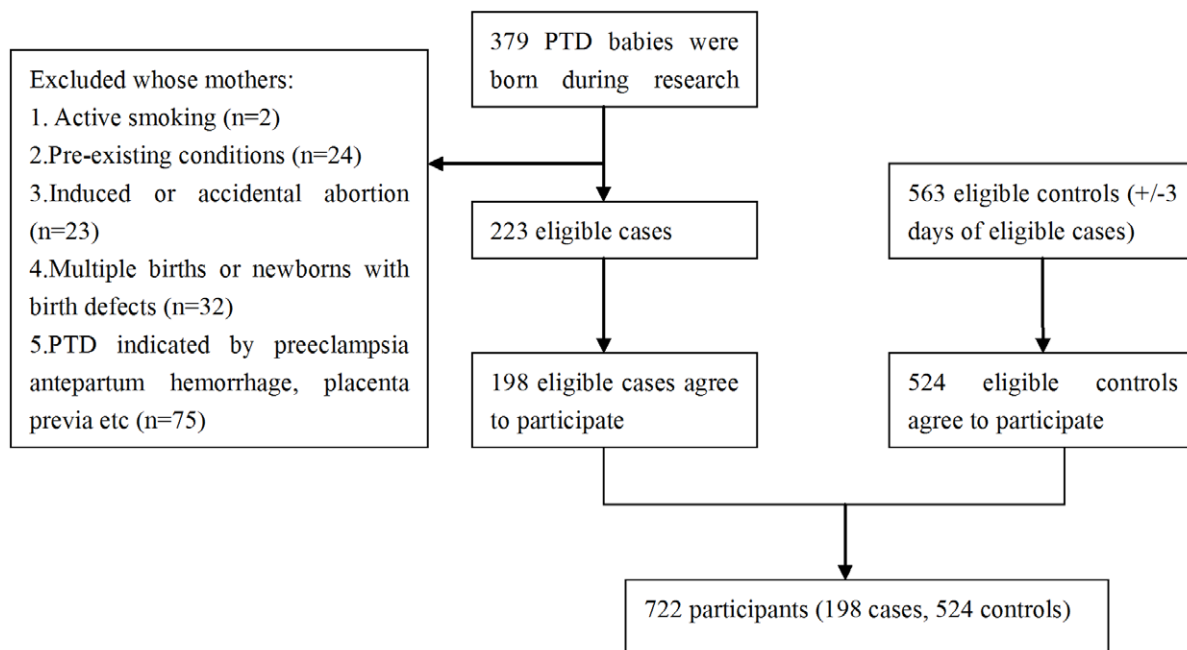 379 PTD babies were
born during research
Excluded whose mothers:
1. Active smoking (n=2)
2.Pre-existing conditions (n=24)
3.Induced or accidental abortion
(n=23)
4.Multiple births or newborns with
birth defects (n=32)
5.PTD indicated by preeclampsia
antepartum hemorrhage, placenta
previa etc (n=75)
223 eligible cases
563 eligible controls (+/-3
days of eligible cases)
198 eligible cases agree
to participate
524 eligible controls
agree to participate
722 participants (198 cases, 524 controls)